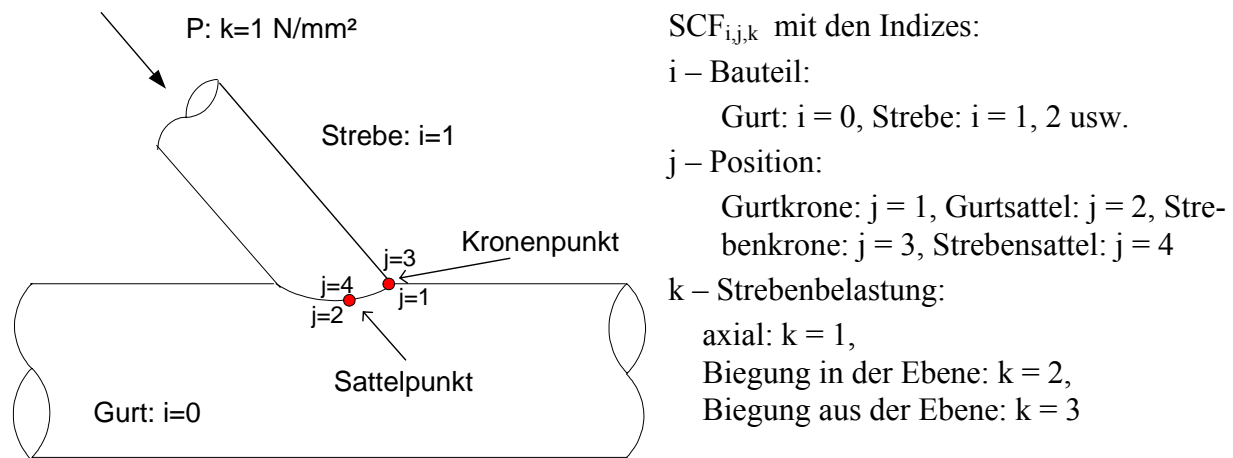 P: k=1 N/mm²
Strebe: i=1
Kronenpunkt
j=3
j=4
j=1
j=2
Sattelpunkt
Gurt: i=0
SCFi,j,k mit den Indizes:
i – Bauteil:
Gurt: i = 0, Strebe: i = 1, 2 usw.
j – Position:
Gurtkrone: j = 1, Gurtsattel: j = 2, Stre-
benkrone: j = 3, Strebensattel: j = 4
k – Strebenbelastung:
axial: k = 1,
Biegung in der Ebene: k = 2,
Biegung aus der Ebene: k = 3